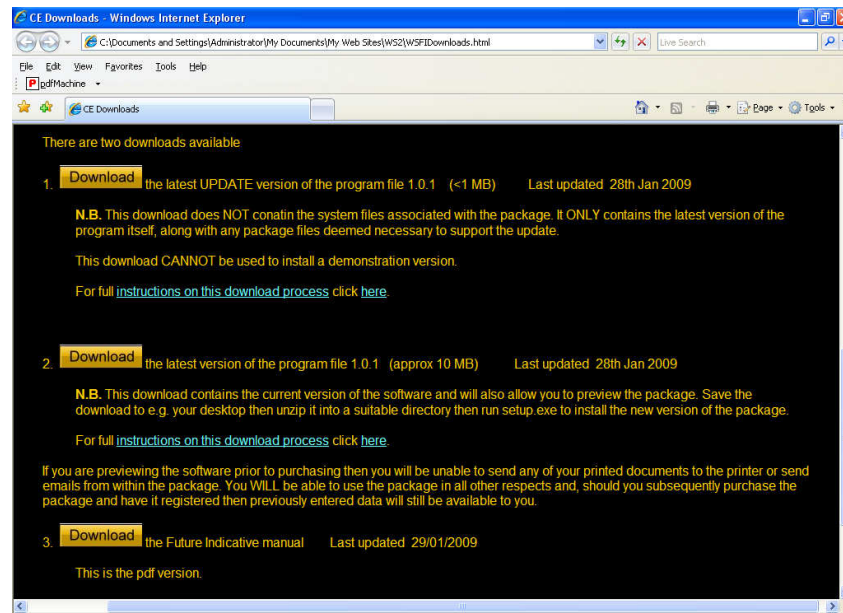 CE Downloads - Windows Internet Explorer
C:\Documents and Settings\Administrator\My Documents\My Web Sites\WS2\WSFIDownloads.html
Live Search
File Edit View Favorites Tools Help
pdfMachine
CE Downloads
Page Tools
There are two downloads available
1. Download the latest UPDATE version of the program file 1.0.1 (<1 MB) Last updated 28th Jan 2009
N.B. This download does NOT conatin the system files associated with the package. It ONLY contains the latest version of the
program itself, along with any package files deemed necessary to support the update.
This download CANNOT be used to install a demonstration version.
For full instructions on this download process click here.
2. Download the latest version of the program file 1.0.1 (approx 10 MB) Last updated 28th Jan 2009
N.B. This download contains the current version of the software and will also allow you to preview the package. Save the
download to e.g. your desktop then unzip it into a suitable directory then run setup.exe to install the new version of the package.
For full instructions on this download process click here.
If you are previewing the software prior to purchasing then you will be unable to send any of your printed documents to the printer or send
emails from within the package. You WILL be able to use the package in all other respects and, should you subsequently purchase the
package and have it registered then previously entered data will still be available to you.
3. Download the Future Indicative manual Last updated 29/01/2009
This is the pdf version.